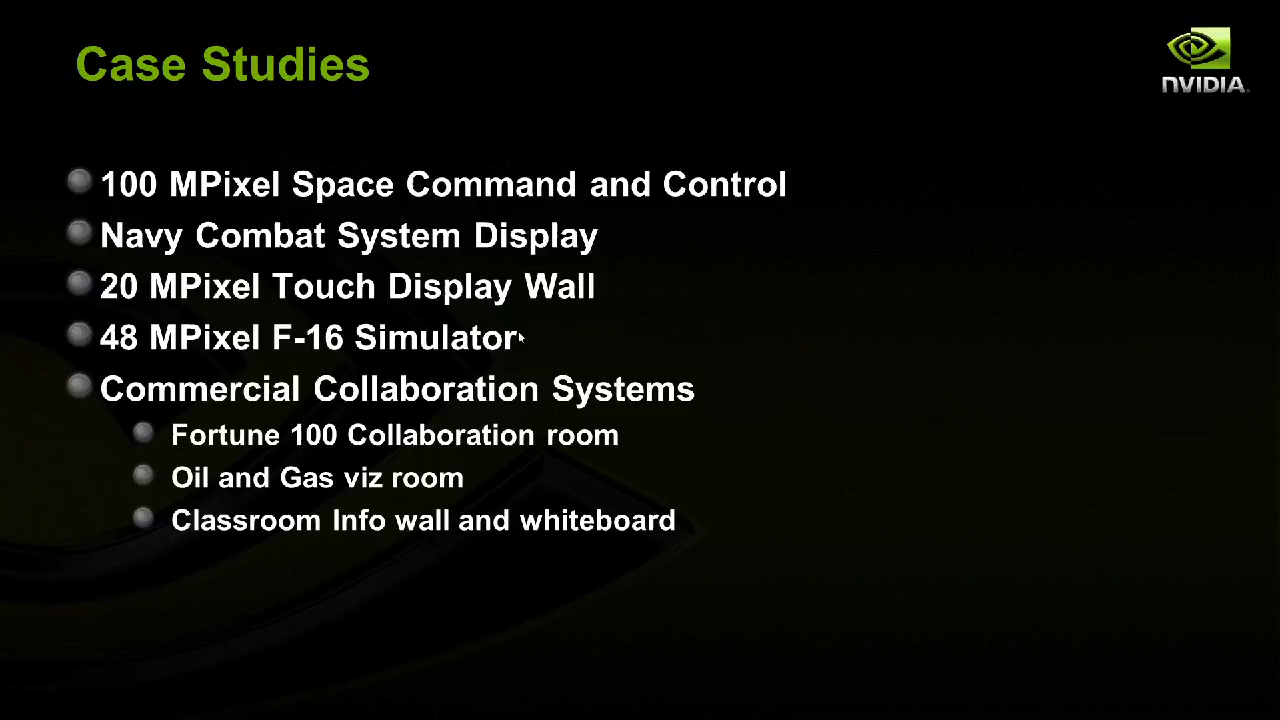 Case Studies
NVIDIA
100 MPixel Space Command and Control
Navy Combat System Display
20 MPixel Touch Display Wall
48 MPixel F-16 Simulator
Commercial Collaboration Systems
Fortune 100 Collaboration room
Oil and Gas viz room
Classroom Info wall and whiteboard